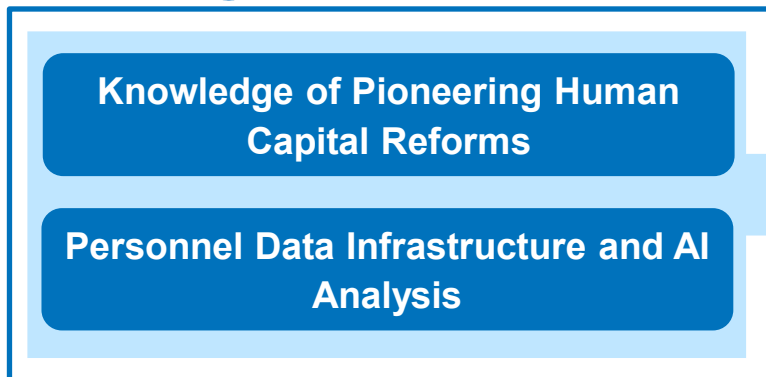 Knowledge of Pioneering Human
Capital Reforms
Personnel Data Infrastructure and AI
Analysis